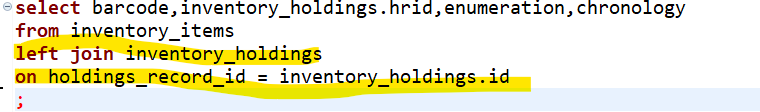 select barcode,inventory_holdings.hrid,enumeration,chronology
from inventory_items
left join inventory_holdings
on holdings_record_id = inventory_holdings.id
;